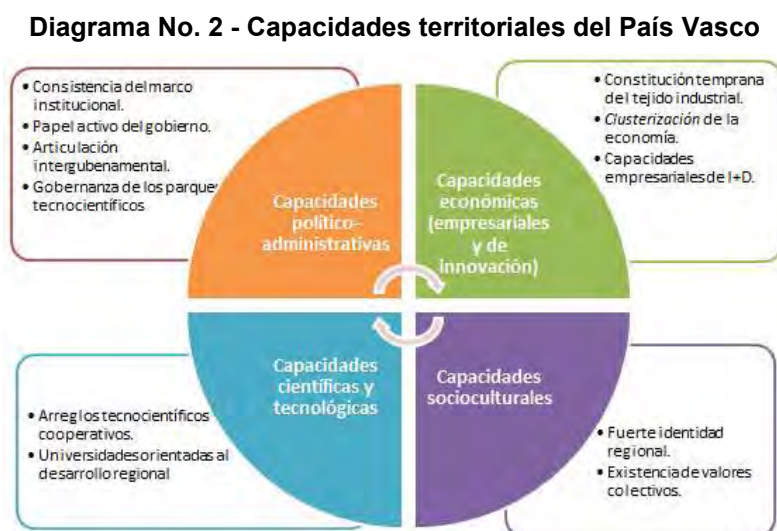 Diagrama No. 2 - Capacidades territoriales del País Vasco
• Consistencia del marco
institucional.
• Papel activo del gobierno.
• Articulación
intergubenamental.
• Gobernanza de los parques
tecnocientíficos
Capacidades
político-
administrativas
Capacidades
económicas
(empresariales
y de
innovación)
• Constitución temprana
del tejido industrial.
• Clusterización de la
economía.
• Capacidades
empresariales de I+D.
• Arreglos tecnocientíficos
cooperativos.
• Universidades orientadas al
desarrollo regional
Capacidades
científicas y
tecnológicas
Capacidades
socioculturales
• Fuerte identidad
regional.
• Existencia de valores
colectivos.